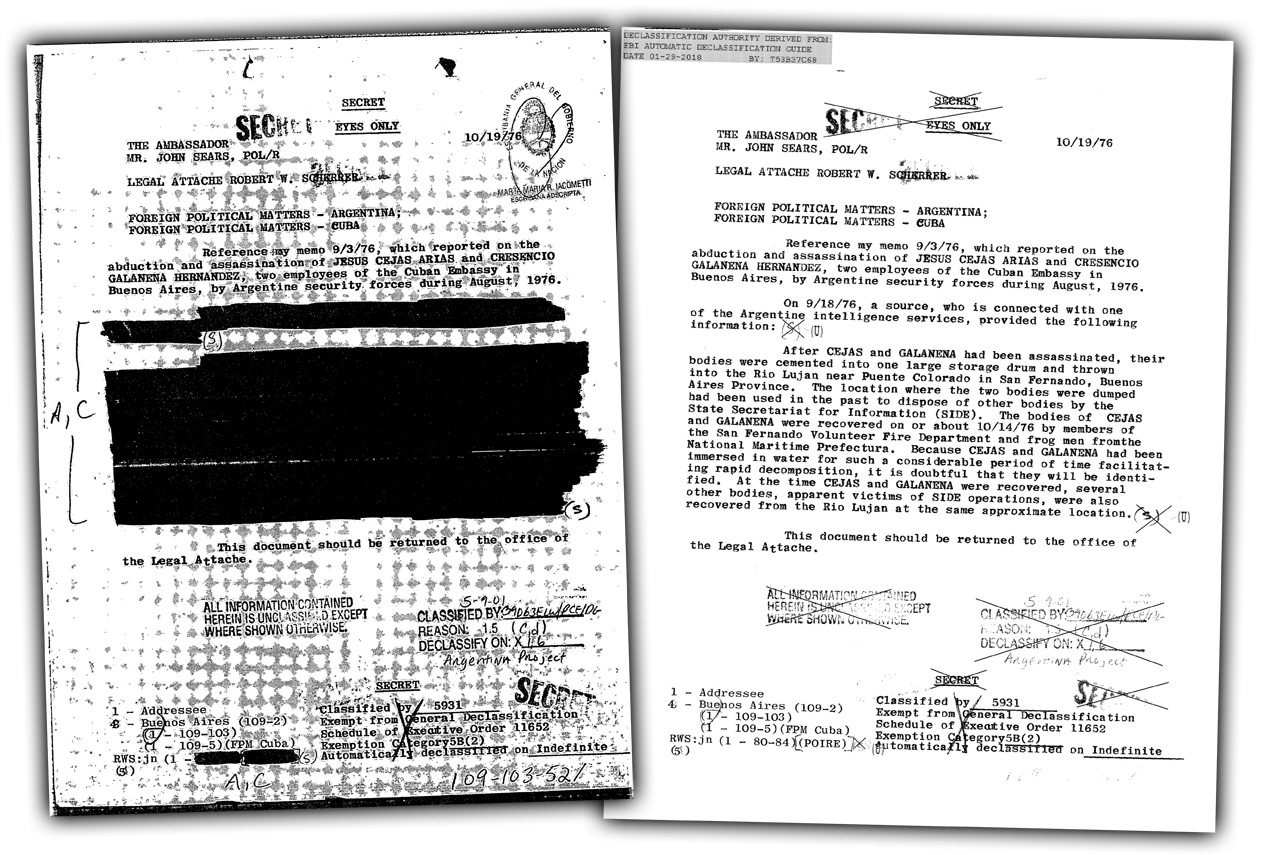 SECRET
SECRET
EYES ONLY
10/19/76
ESCRIBANIA GENERAL DEL GOBIERNO
DE LA NACION
MARTA MARIA R. IACOMETTI
ESCRIBANA ADSCRIPTA
THE AMBASSADOR
MR. JOHN SEARS, POL/R
LEGAL ATTACHE ROBERT W. SCHERRER
FOREIGN POLITICAL MATTERS - ARGENTINA;
FOREIGN POLITICAL MATTERS - CUBA
Reference my memo 9/3/76, which reported on the
abduction and assassination of JESUS CEJAS ARIAS and CRESENCIO
GALANENA HERNANDEZ, two employees of the Cuban Embassy in
Buenos Aires, by Argentine security forces during August, 1976.
(S)
A, C
(S)
This document should be returned to the office of
the Legal Attache.
ALL INFORMATION CONTAINED
HEREIN IS UNCLASSIFIED EXCEPT
WHERE SHOWN OTHERWISE.
5-9-01
CLASSIFIED BY
REASON: 1.5 (C,d)
DECLASSIFY ON: X 1 6
Argentina Project
SECRET
SECRET
1 - Addressee
4 - Buenos Aires (109-2)
(1 - 109-103)
(1 - 109-5)(FPM Cuba)
RWS:jn (1 - (S)
(5)
Classified by 5931
Exempt from General Declassification
Schedule of Exeative Order 11652
Exemption Category5B(2)
Automatically declassified on Indefinite
A, C
109-103-521
DECLASSIFICATION AUTHORITY DERIVED FROM:
FBI AUTOMATIC DECLASSIFICATION GUIDE
DATE 01-29-2018 BY: T53B37C68
SECRET
SECRET
EYES ONLY
10/19/76
THE AMBASSADOR
MR. JOHN SEARS, POL/R
LEGAL ATTACHE ROBERT W. SCHERRER
FOREIGN POLITICAL MATTERS - ARGENTINA;
FOREIGN POLITICAL MATTERS - CUBA
Reference my memo 9/3/76, which reported on the
abduction and assassination of JESUS CEJAS ARIAS and CRESENCIO
GALANENA HERNANDEZ, two employees of the Cuban Embassy in
Buenos Aires, by Argentine security forces during August, 1976.
On 9/18/76, a source, who is connected with one
of the Argentine intelligence services, provided the following
information: (S) (U)
After CEJAS and GALANENA had been assassinated, their
bodies were cemented into one large storage drum and thrown
into the Rio Lujan near Puente Colorado in San Fernando, Buenos
Aires Province. The location where the two bodies were dumped
had been used in the past to dispose of other bodies by the
State Secretariat for Information (SIDE). The bodies of CEJAS
and GALANENA were recovered on or about 10/14/76 by members of
the San Fernando Volunteer Fire Department and frog men fromthe
National Maritime Prefectura. Because CEJAS and GALANENA had been
immersed in water for such a considerable period of time facilitat-
ing rapid decomposition, it is doubtful that they will be identi-
fied. At the time CEJAS and GALANENA were recovered, several
other bodies, apparent victims of SIDE operations, were also
recovered from the Rio Lujan at the same approximate location. (S) (U)
This document should be returned to the office of
the Legal Attache.
ALL INFORMATION CONTAINED
HEREIN IS UNCLASSIFIED EXCEPT
WHERE SHOWN OTHERWISE.
5-9-01
CLASSIFIED BY
REASON: 1.5 (C,d)
DECLASSIFY ON: X 1 6
Argentina Project
SECRET
1 - Addressee
4 - Buenos Aires (109-2)
(1 - 109-103)
(1 - 109-5)(FPM Cuba)
RWS:jn (1 - 80-84)(POIRE) (U)
(5)
Classified by 5931
Exempt from General Declassification
Schedule of Exeative Order 11652
Exemption Category5B(2)
Automatically declassified on Indefinite